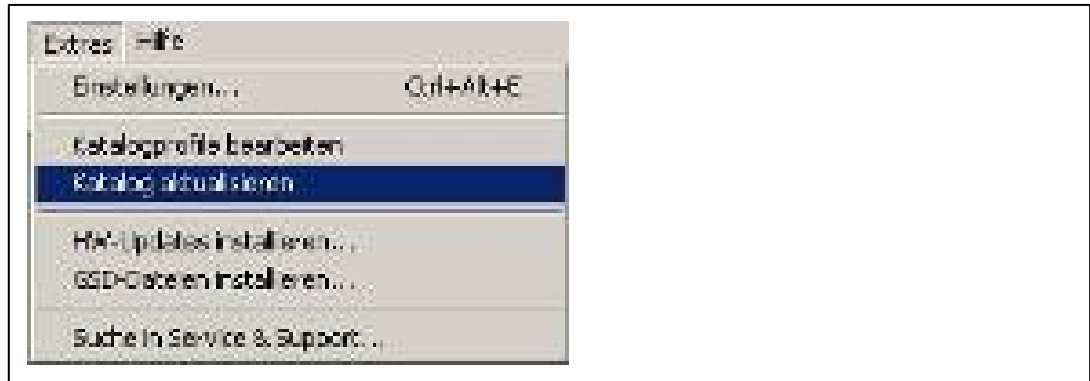 Extras Hilfe
Einstellungen... Ctrl+Alt+E
Katalogprofile bearbeiten
Katalog aktualisieren
HW-Updates installieren...
GSD-Dateien installieren...
Suche in Service & Support...